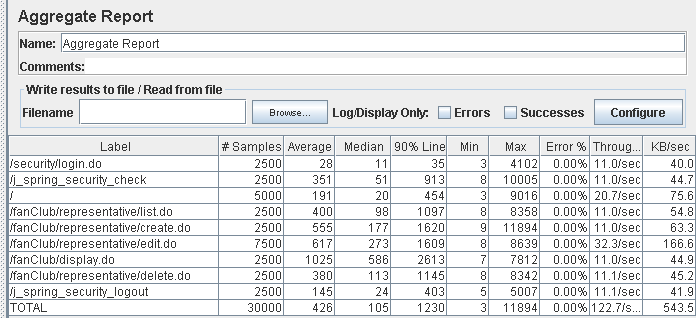 Aggregate Report
Name: Aggregate Report
Comments:
Write results to file / Read from file
Filename Browse... Log/Display Only: Errors Successes Configure
Label # Samples Average Median 90% Line Min Max Error % Throug... KB/sec
/security/login.do 2500 28 11 35 3 4102 0.00% 11.0/sec 40.0
/j_spring_security_check 2500 351 51 913 8 10005 0.00% 11.0/sec 44.7
/ 5000 191 20 454 3 9016 0.00% 20.7/sec 75.6
/fanClub/representative/list.do 2500 400 98 1097 8 8358 0.00% 11.0/sec 54.8
/fanClub/representative/create.do 2500 555 177 1620 9 11894 0.00% 11.0/sec 63.3
/fanClub/representative/edit.do 7500 617 273 1609 8 8639 0.00% 32.3/sec 166.6
/fanClub/display.do 2500 1025 586 2613 7 7812 0.00% 11.0/sec 44.9
/fanClub/representative/delete.do 2500 380 113 1145 8 8342 0.00% 11.1/sec 45.2
/j_spring_security_logout 2500 145 24 403 5 5007 0.00% 11.1/sec 41.9
TOTAL 30000 426 105 1230 3 11894 0.00% 122.7/s... 543.5